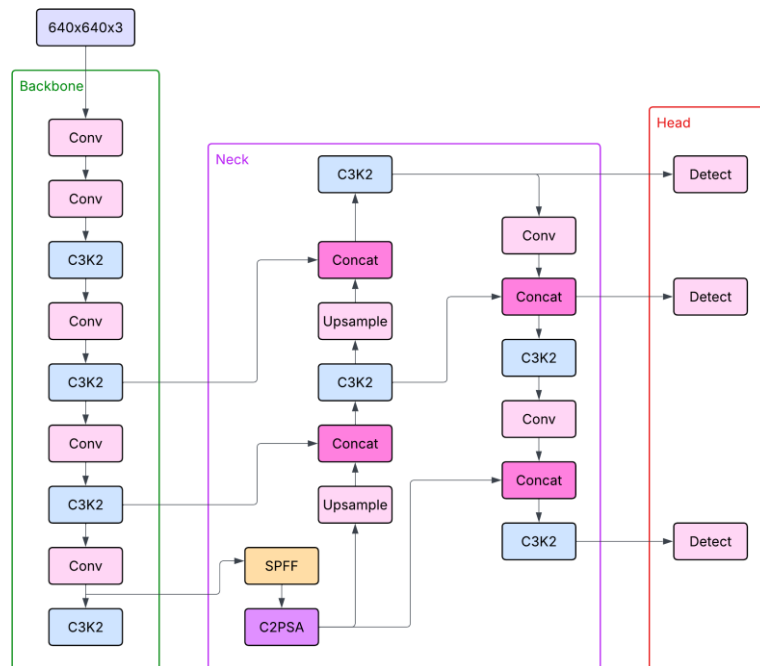 640x640x3
Backbone
Conv
Conv
C3K2
Conv
C3K2
Conv
C3K2
Conv
C3K2
Neck
C3K2
Concat
Upsample
C3K2
Concat
Upsample
SPFF
C2PSA
Conv
Concat
C3K2
Conv
Concat
C3K2
Head
Detect
Detect
Detect